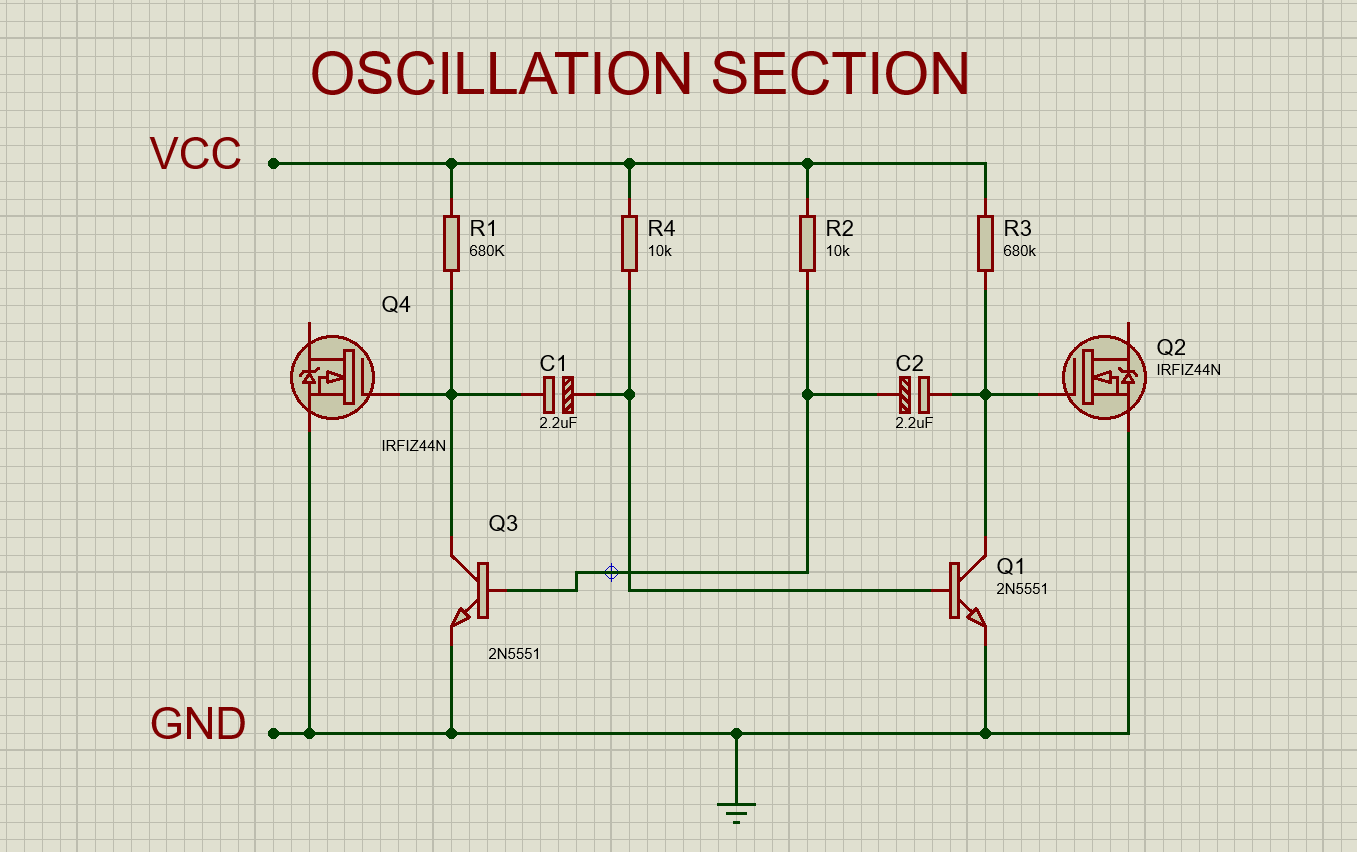 OSCILLATION SECTION
VCC
R1
680K
R4
10k
R2
10k
R3
680k
Q4
IRFIZ44N
C1
2.2uF
C2
2.2uF
Q2
IRFIZ44N
Q3
2N5551
Q1
2N5551
GND